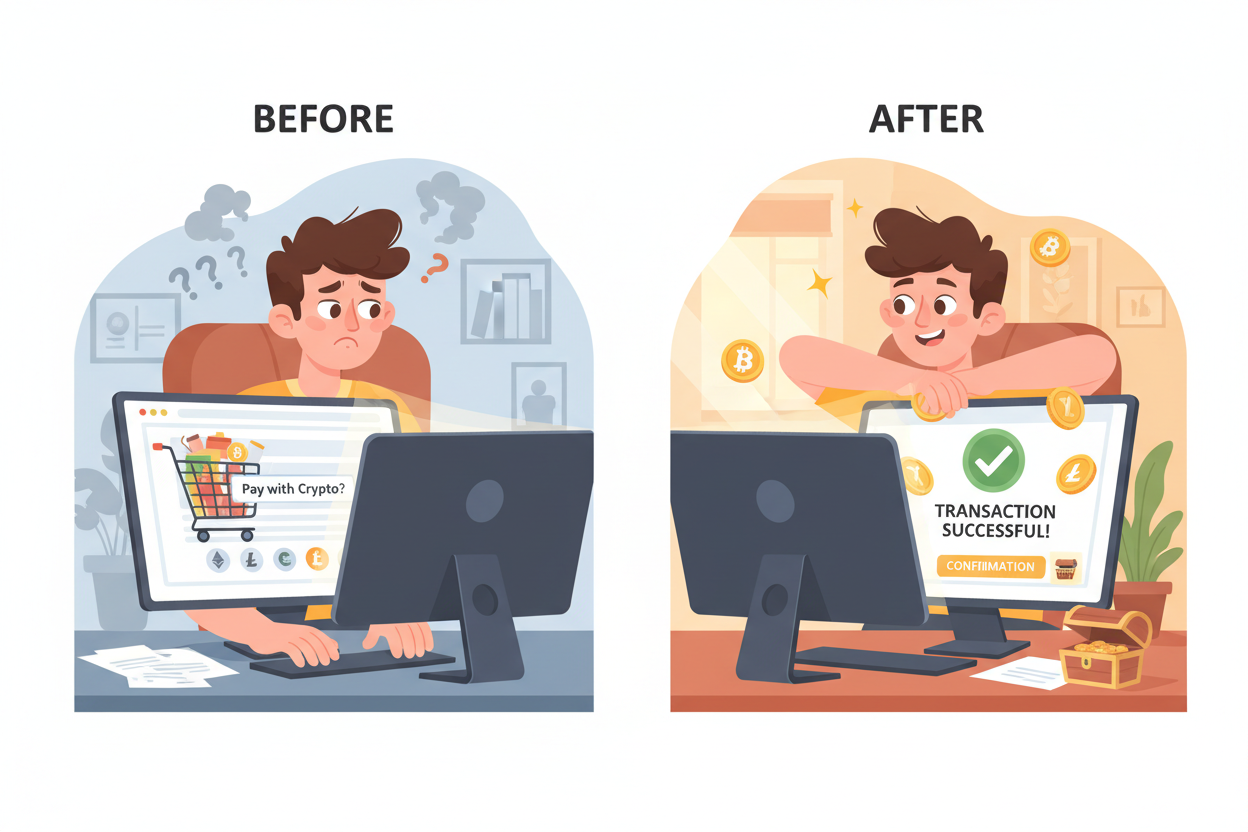 BEFORE
AFTER
Pay with Crypto?
TRANSACTION
SUCCESSFUL!
CONFIIMATION